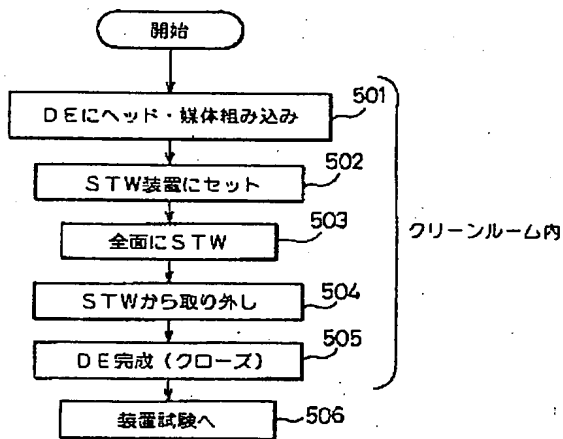 開始
DEにヘッド・媒体組み込み
501
STW装置にセット
502
全面にSTW
503
STWから取り外し
504
DE完成(クローズ)
505
装置試験へ
506
クリーンルーム内